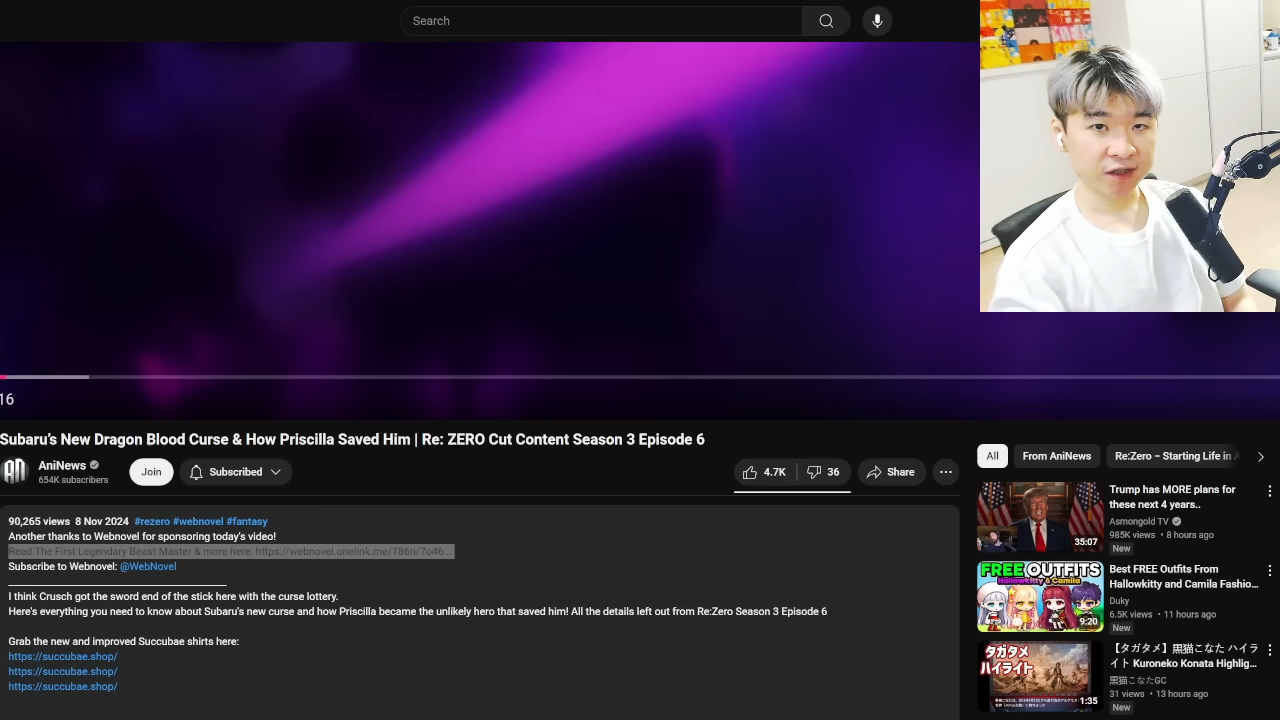 Search
16
Subaru's New Dragon Blood Curse & How Priscilla Saved Him | Re: ZERO Cut Content Season 3 Episode 6
AniNews
654K subscribers
Join
Subscribed
4.7K
36
Share
90,265 views 8 Nov 2024 #rezero #webnovel #fantasy
Another thanks to Webnovel for sponsoring today's video!
Read The First Legendary Beast Master & more here: https://webnovel.onelink.me/T86n/7o46...
Subscribe to Webnovel: @WebNovel
I think Crusch got the sword end of the stick here with the curse lottery.
Here's everything you need to know about Subaru's new curse and how Priscilla became the unlikely hero that saved him! All the details left out from Re:Zero Season 3 Episode 6
Grab the new and improved Succubae shirts here:
https://succubae.shop/
https://succubae.shop/
https://succubae.shop/
All
From AniNews
Re:Zero − Starting Life in A
Trump has MORE plans for
these next 4 years..
Asmongold TV
985K views • 8 hours ago
New
35:07
FREE OUTFITS
Hallowkitty & Camila
9:20
Best FREE Outfits From
Hallowkitty and Camila Fashio...
Duky
6.5K views • 11 hours ago
New
タガタメ
ハイライト
1:35
【タガタメ】黒猫こなた ハイラ
イト Kuroneko Konata Highlig...
黒猫こなたGC
31 views • 13 hours ago
New